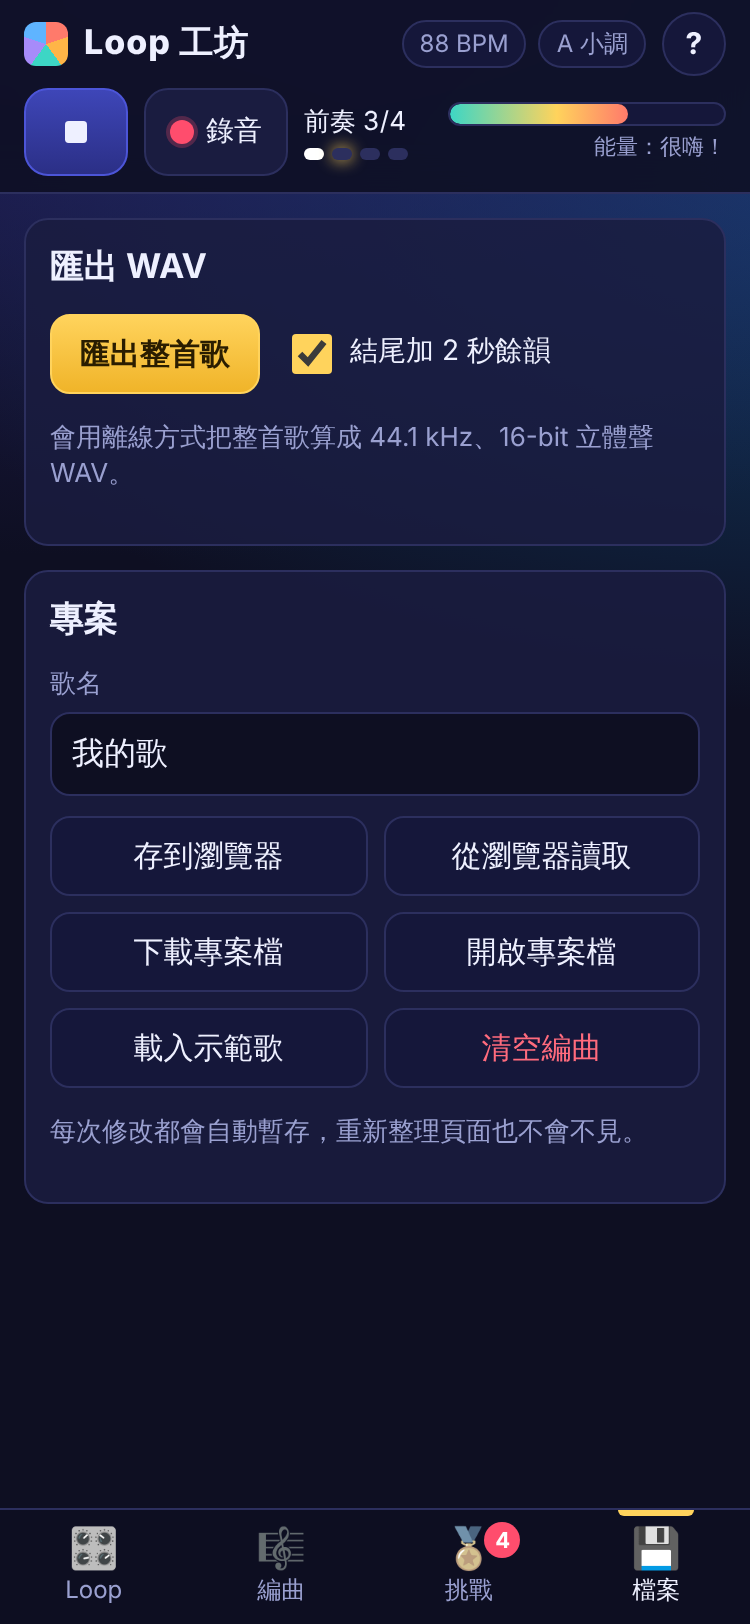 Loop 工坊
88 BPM
A 小調
?
錄音
前奏 3/4
能量：很嗨！
匯出 WAV
匯出整首歌
結尾加 2 秒餘韻
會用離線方式把整首歌算成 44.1 kHz、16-bit 立體聲
WAV。
專案
歌名
我的歌
存到瀏覽器
從瀏覽器讀取
下載專案檔
開啟專案檔
載入示範歌
清空編曲
每次修改都會自動暫存，重新整理頁面也不會不見。
Loop
編曲
4
挑戰
檔案